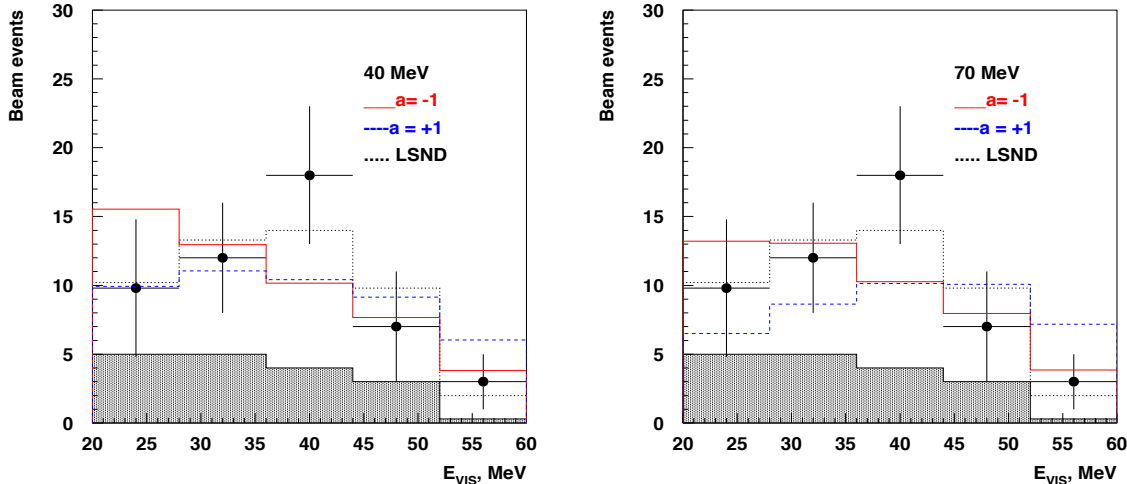 Beam events
30
25
20
15
10
5
0
40 MeV
___a= -1
----a = +1
..... LSND
20 25 30 35 40 45 50 55 60
E_VIS, MeV
Beam events
30
25
20
15
10
5
0
70 MeV
___a= -1
----a = +1
..... LSND
20 25 30 35 40 45 50 55 60
E_VIS, MeV